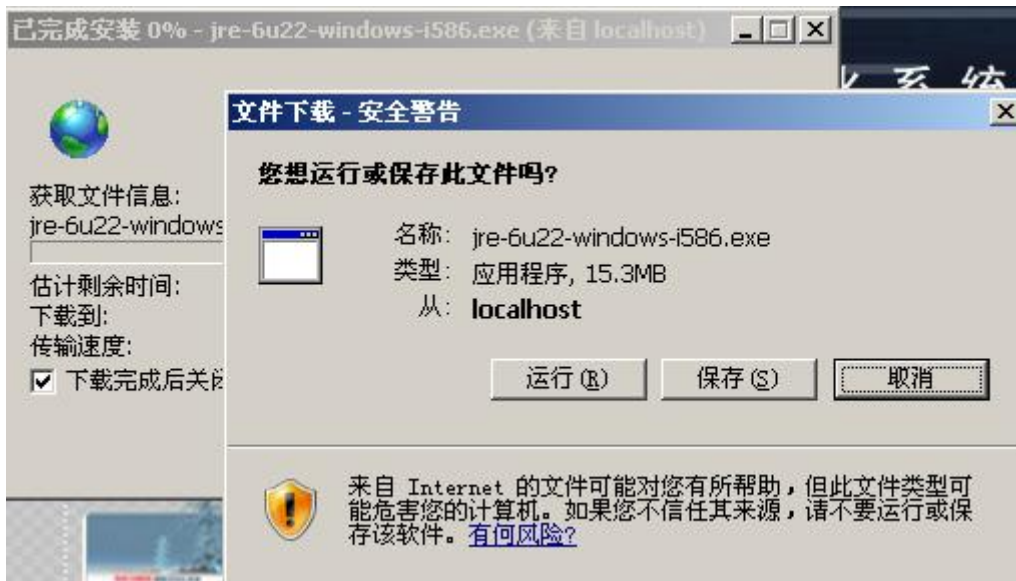 已完成安装 0% - jre-6u22-windows-i586.exe (来自 localhost)
系统
获取文件信息:
jre-6u22-windows
估计剩余时间:
下载到:
传输速度:
下载完成后关
文件下载 - 安全警告
您想运行或保存此文件吗?
名称: jre-6u22-windows-i586.exe
类型: 应用程序, 15.3MB
从: localhost
运行(R)
保存(S)
取消
来自 Internet 的文件可能对您有所帮助，但此文件类型可
能危害您的计算机。如果您不信任其来源，请不要运行或保
存该软件。有何风险?